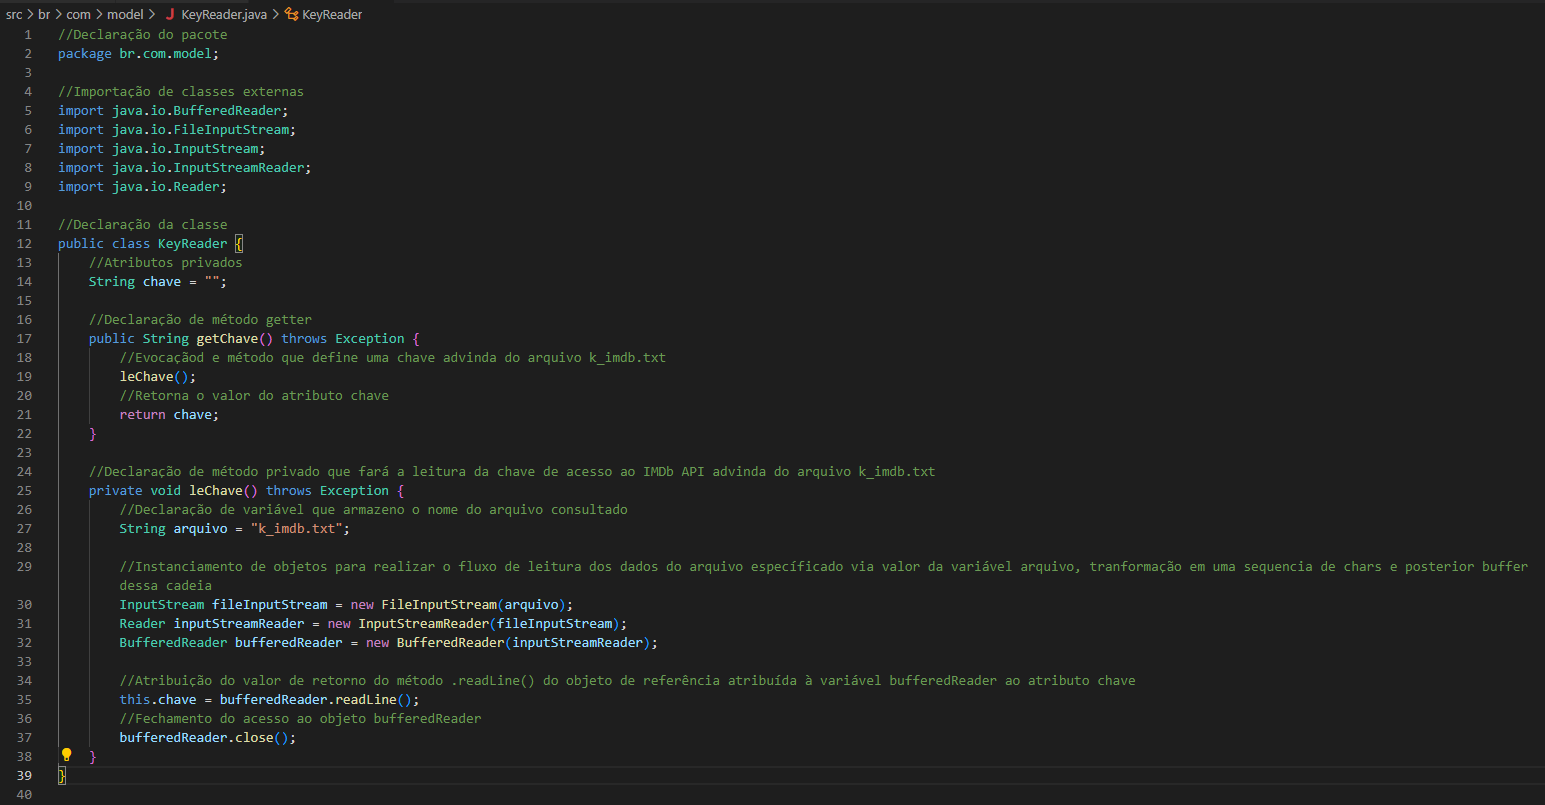 src > br > com > model > J KeyReader.java > KeyReader
1 //Declaração do pacote
2 package br.com.model;
3
4 //Importação de classes externas
5 import java.io.BufferedReader;
6 import java.io.FileInputStream;
7 import java.io.InputStream;
8 import java.io.InputStreamReader;
9 import java.io.Reader;
10
11 //Declaração da classe
12 public class KeyReader {
13     //Atributos privados
14     String chave = "";
15
16     //Declaração de método getter
17     public String getChave() throws Exception {
18         //Evocaçãod e método que define uma chave advinda do arquivo k_imdb.txt
19         leChave();
20         //Retorna o valor do atributo chave
21         return chave;
22     }
23
24     //Declaração de método privado que fará a leitura da chave de acesso ao IMDb API advinda do arquivo k_imdb.txt
25     private void leChave() throws Exception {
26         //Declaração de variável que armazeno o nome do arquivo consultado
27         String arquivo = "k_imdb.txt";
28
29         //Instanciamento de objetos para realizar o fluxo de leitura dos dados do arquivo específicado via valor da variável arquivo, tranformação em uma sequencia de chars e posterior buffer
        dessa cadeia
30         InputStream fileInputStream = new FileInputStream(arquivo);
31         Reader inputStreamReader = new InputStreamReader(fileInputStream);
32         BufferedReader bufferedReader = new BufferedReader(inputStreamReader);
33
34         //Atribuição do valor de retorno do método .readLine() do objeto de referência atribuída à variável bufferedReader ao atributo chave
35         this.chave = bufferedReader.readLine();
36         //Fechamento do acesso ao objeto bufferedReader
37         bufferedReader.close();
38     }
39 }
40